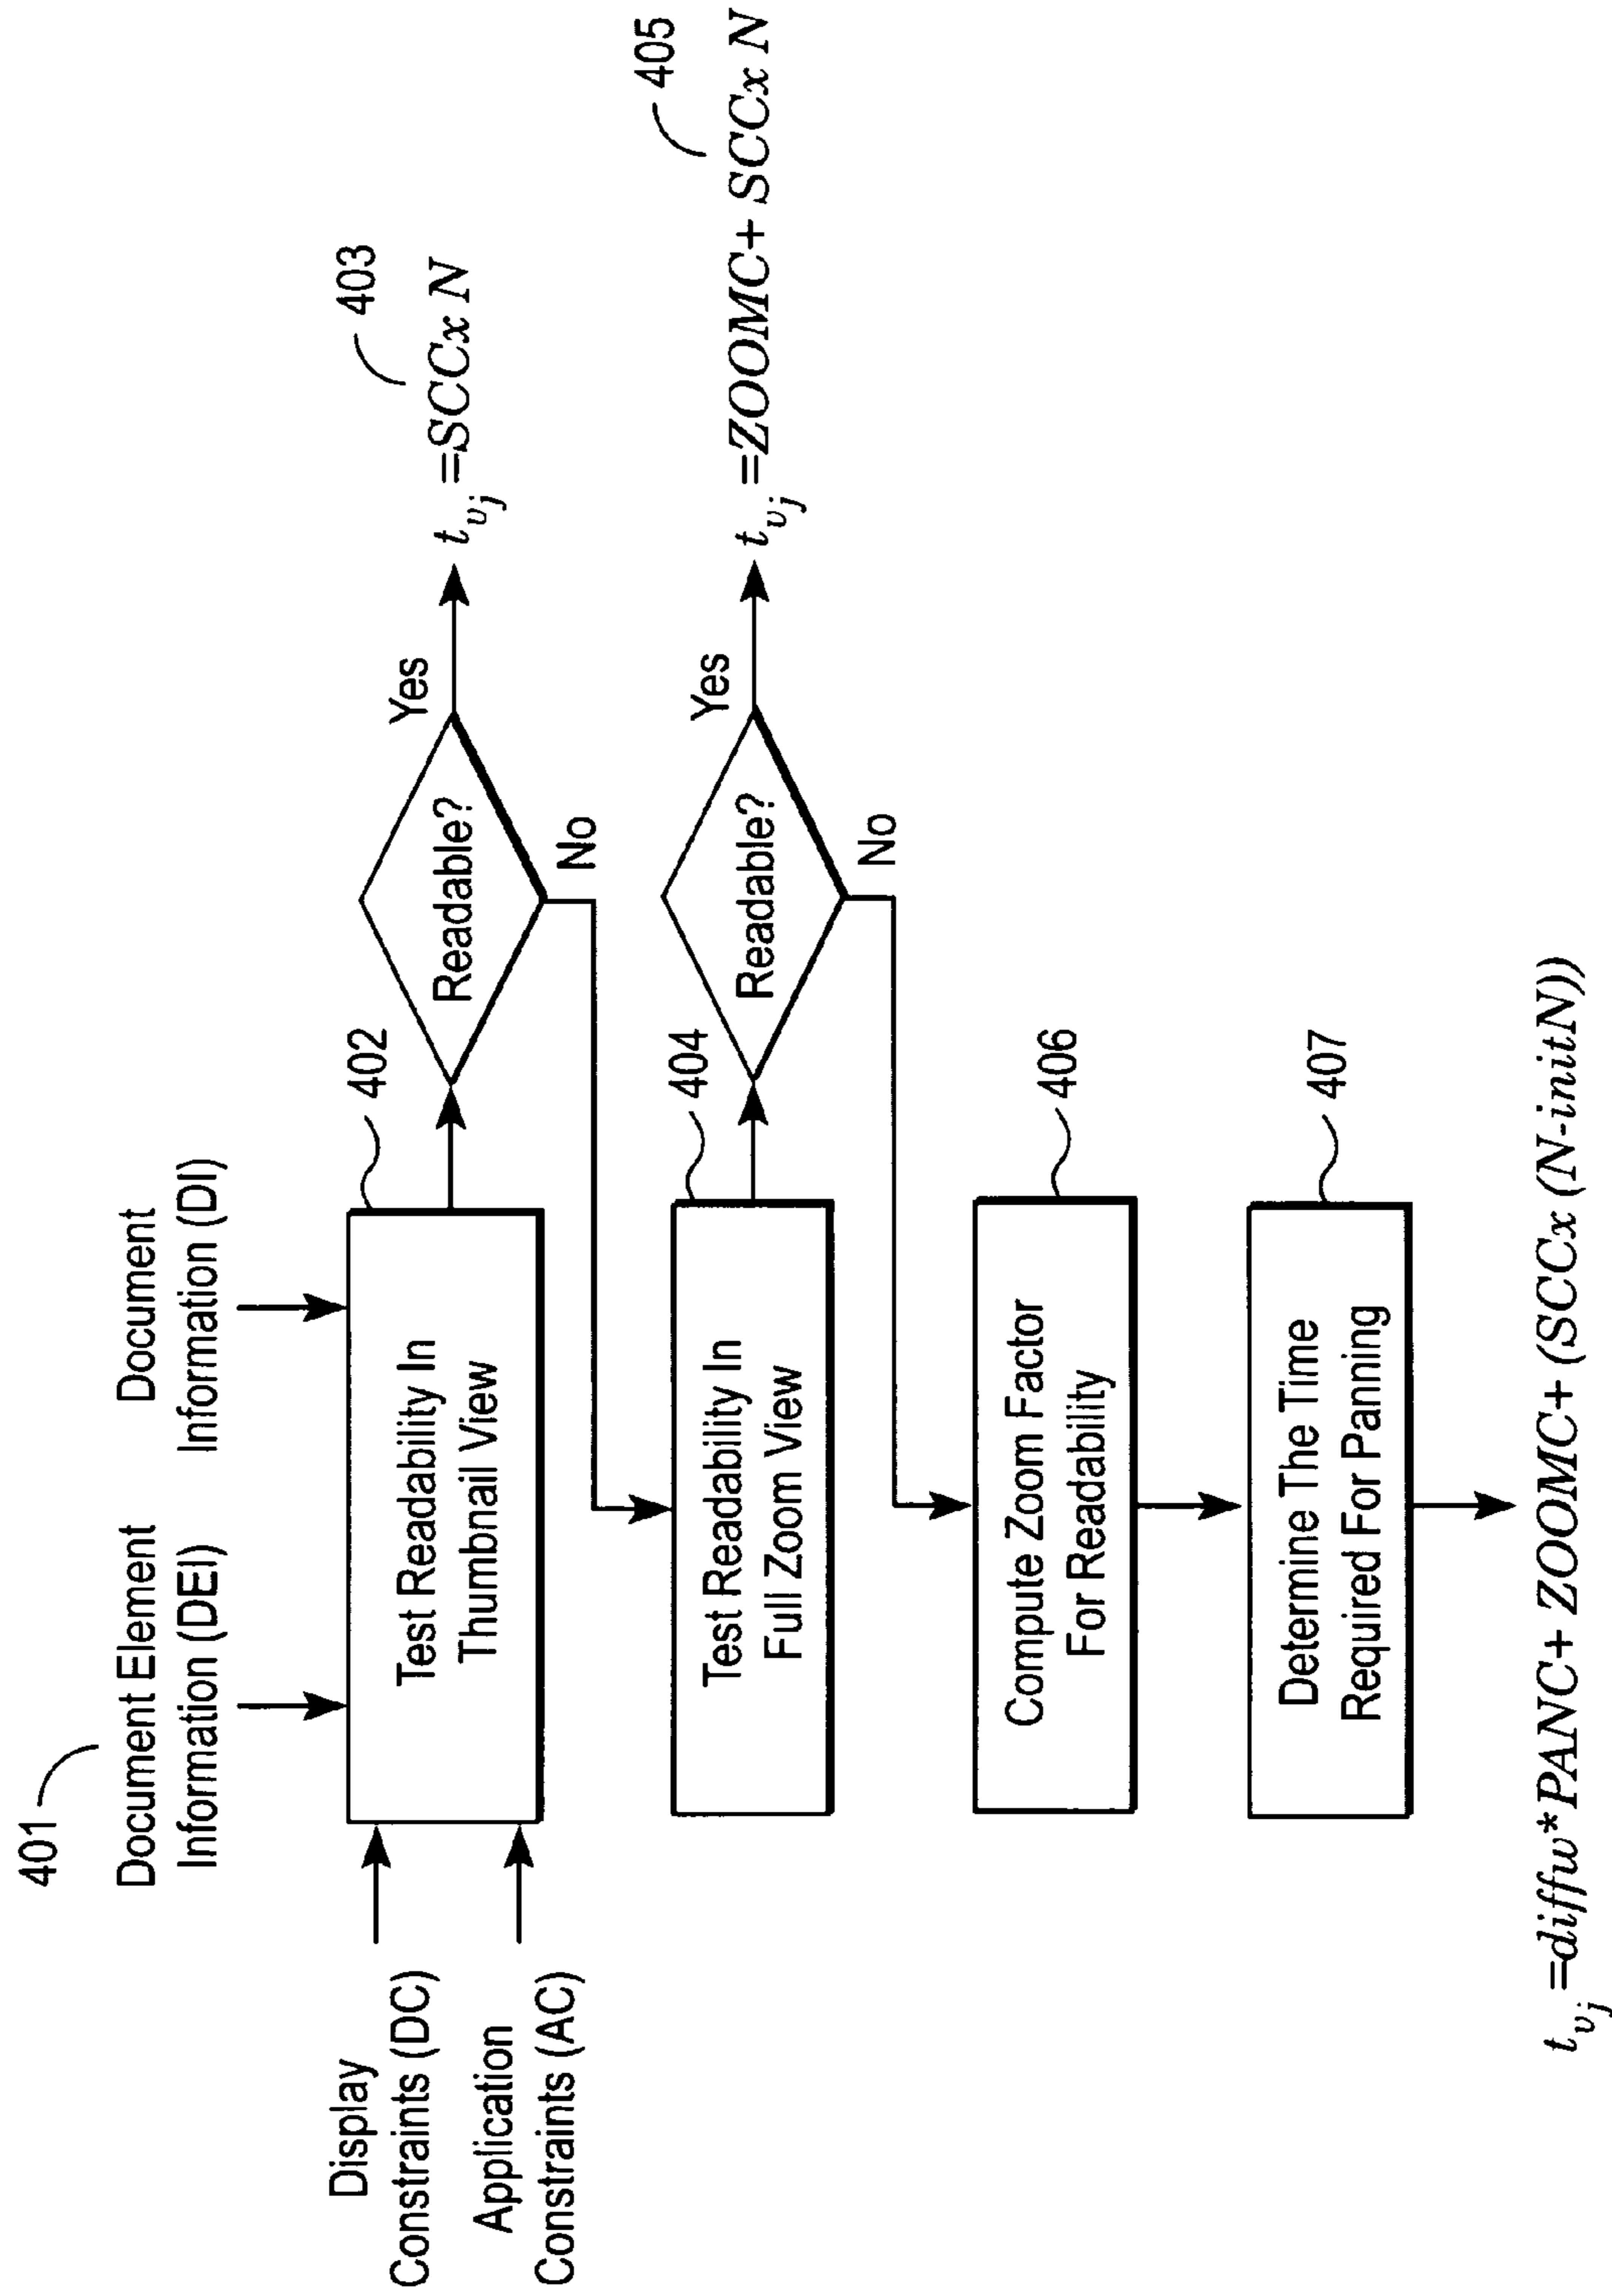 401
Document Element
Information (DEI)
Document
Information (DI)
Display
Constraints (DC)
Application
Constraints (AC)
Test Readability In
Thumbnail View
402
Readable?
Yes
No
403
t_{v_j} =SCCx N
Test Readability In
Full Zoom View
404
Readable?
Yes
No
405
t_{v_j} =ZOOMC+ SCCx N
Compute Zoom Factor
For Readability
406
Determine The Time
Required For Panning
407
t_{v_j} =diffw*PANC+ ZOOMC+ (SCCx (N-initN))